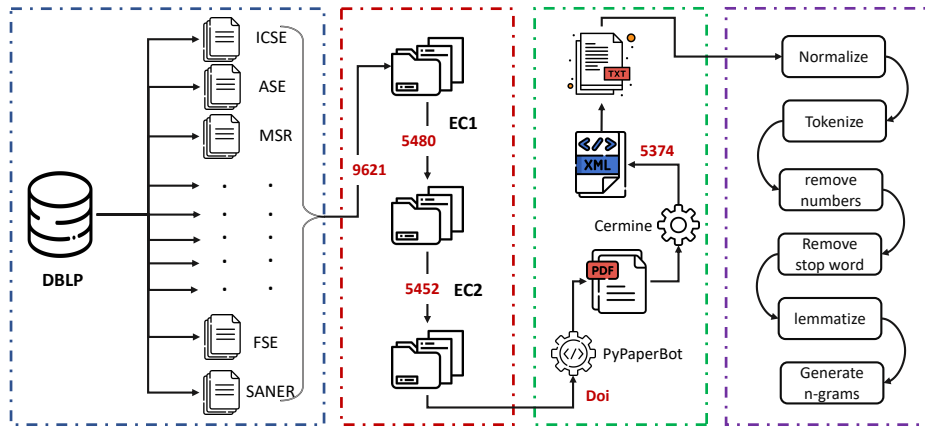 ICSE
ASE
MSR
DBLP
FSE
SANER
9621
EC1
5480
EC2
5452
Doi
PyPaperBot
PDF
Cermine
5374
</>
XML
TXT
Normalize
Tokenize
remove
numbers
Remove
stop word
lemmatize
Generate
n-grams